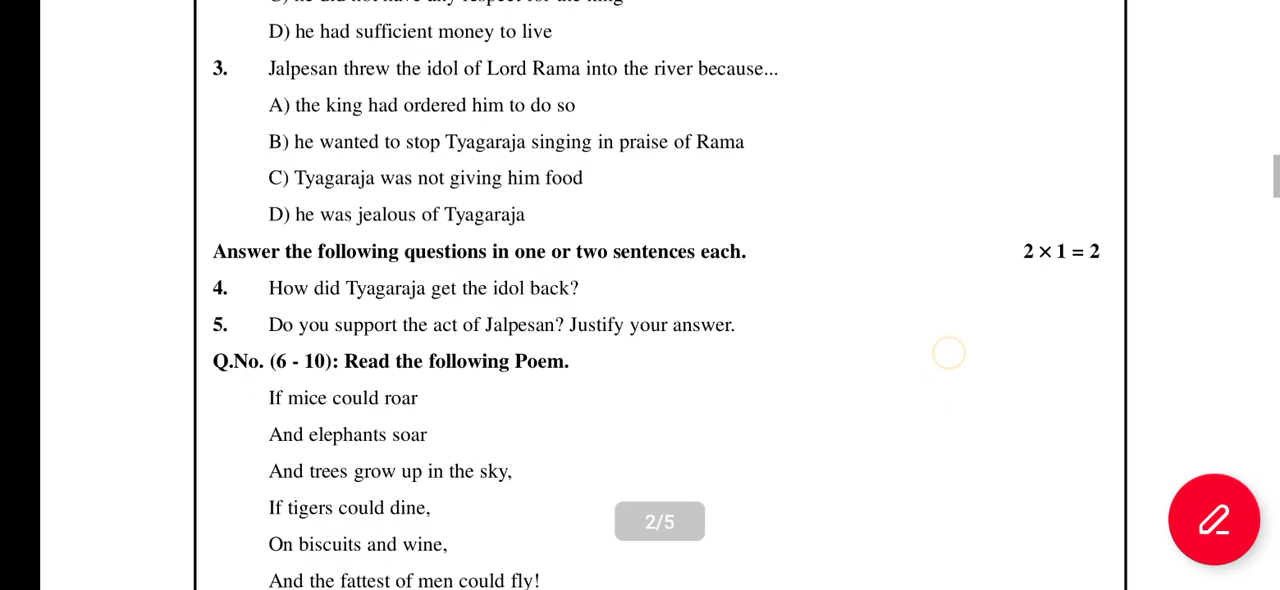 D) he had sufficient money to live
3. Jalpesan threw the idol of Lord Rama into the river because...
A) the king had ordered him to do so
B) he wanted to stop Tyagaraja singing in praise of Rama
C) Tyagaraja was not giving him food
D) he was jealous of Tyagaraja
Answer the following questions in one or two sentences each. 2 × 1 = 2
4. How did Tyagaraja get the idol back?
5. Do you support the act of Jalpesan? Justify your answer.
Q.No. (6 - 10): Read the following Poem.
If mice could roar
And elephants soar
And trees grow up in the sky,
If tigers could dine,
2/5
On biscuits and wine,
And the fattest of men could fly!